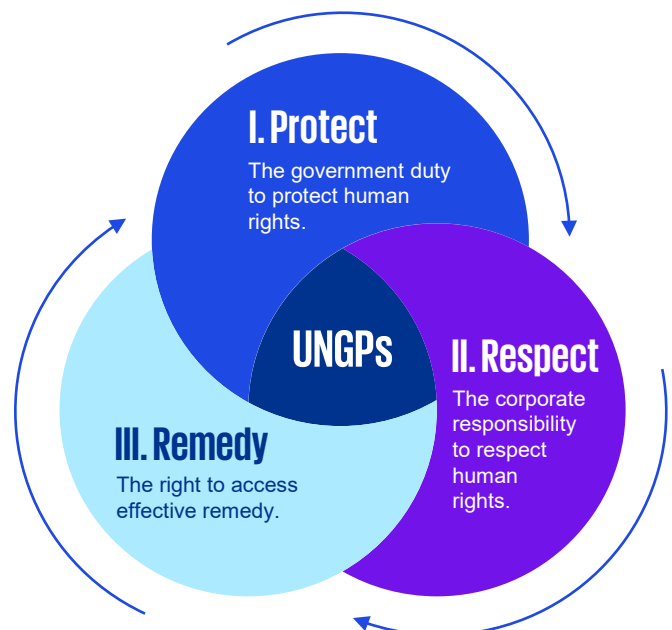 I. Protect
The government duty
to protect human
rights.
UNGPs
II. Respect
The corporate
responsibility
to respect
human
rights.
III. Remedy
The right to access
effective remedy.